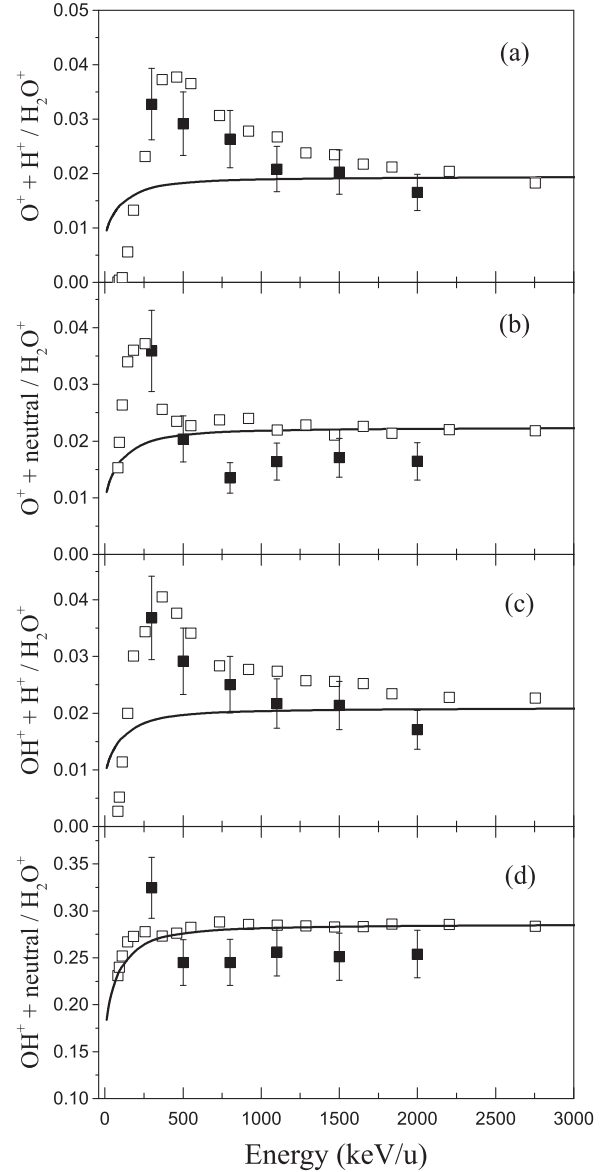 0.05
0.04
0.03
0.02
0.01
0.00
O⁺ + H⁺ / H₂O⁺
(a)
0.04
0.03
0.02
0.01
0.00
O⁺ + neutral / H₂O⁺
(b)
0.04
0.03
0.02
0.01
0.00
OH⁺ + H⁺ / H₂O⁺
(c)
0.35
0.30
0.25
0.20
0.15
0.10
OH⁺ + neutral / H₂O⁺
(d)
0 500 1000 1500 2000 2500 3000
Energy (keV/u)